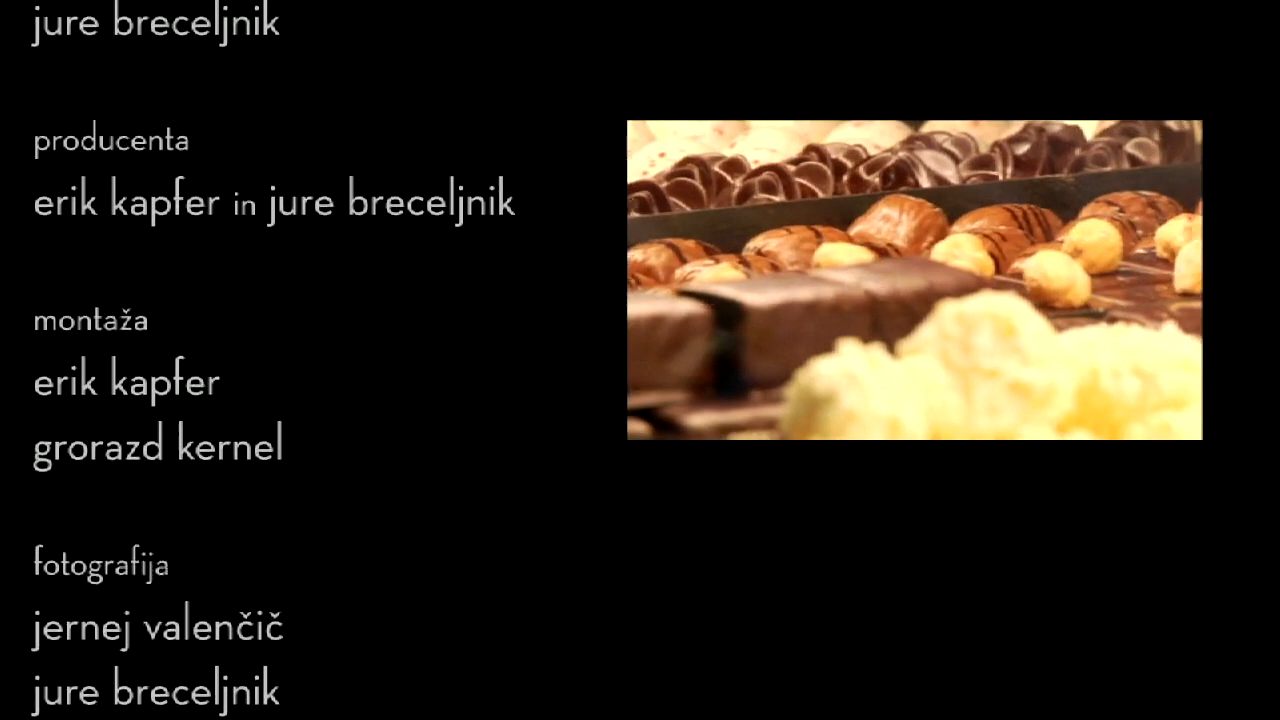 jure breceljnik
producenta
erik kapfer in jure breceljnik
montaža
erik kapfer
grorazd kernel
fotografija
jernej valenčič
jure breceljnik